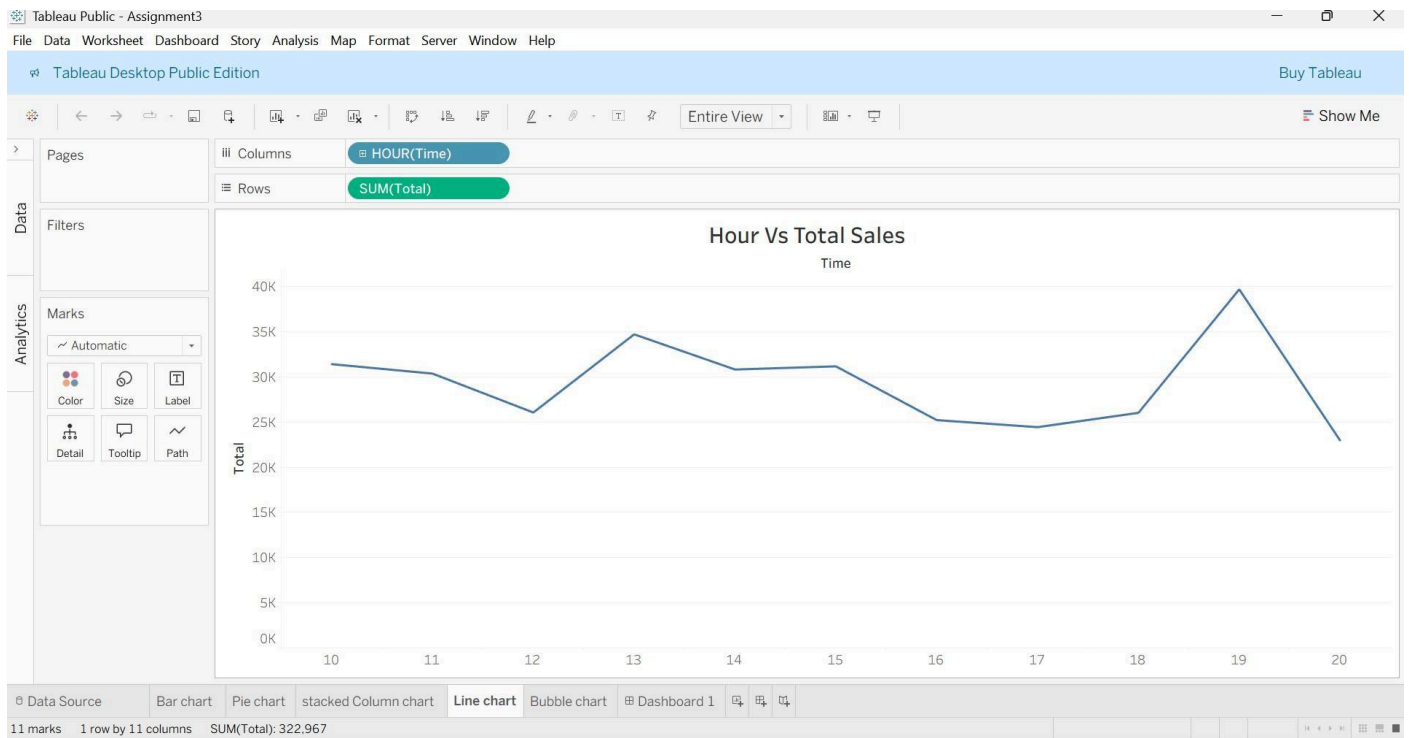 Tableau Public - Assignment3
File Data Worksheet Dashboard Story Analysis Map Format Server Window Help
Tableau Desktop Public Edition
Buy Tableau
Entire View
Show Me
Pages
Columns
HOUR(Time)
Rows
SUM(Total)
Data
Analytics
Filters
Marks
Automatic
Color
Size
Label
Detail
Tooltip
Path
Hour Vs Total Sales
Time
Total
40K
35K
30K
25K
20K
15K
10K
5K
0K
10 11 12 13 14 15 16 17 18 19 20
Data Source Bar chart Pie chart stacked Column chart Line chart Bubble chart Dashboard 1
11 marks 1 row by 11 columns SUM(Total): 322,967